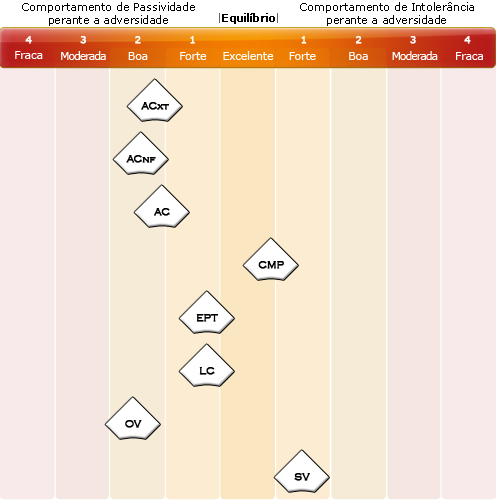 Comportamento de Passividade
perante a adversidade
|Equilíbrio|
Comportamento de Intolerância
perante a adversidade
4 3 2 1 1 2 3 4
Fraca Moderada Boa Forte Excelente Forte Boa Moderada Fraca
ACXT
ACNF
AC
CMP
EPT
LC
OV
SV